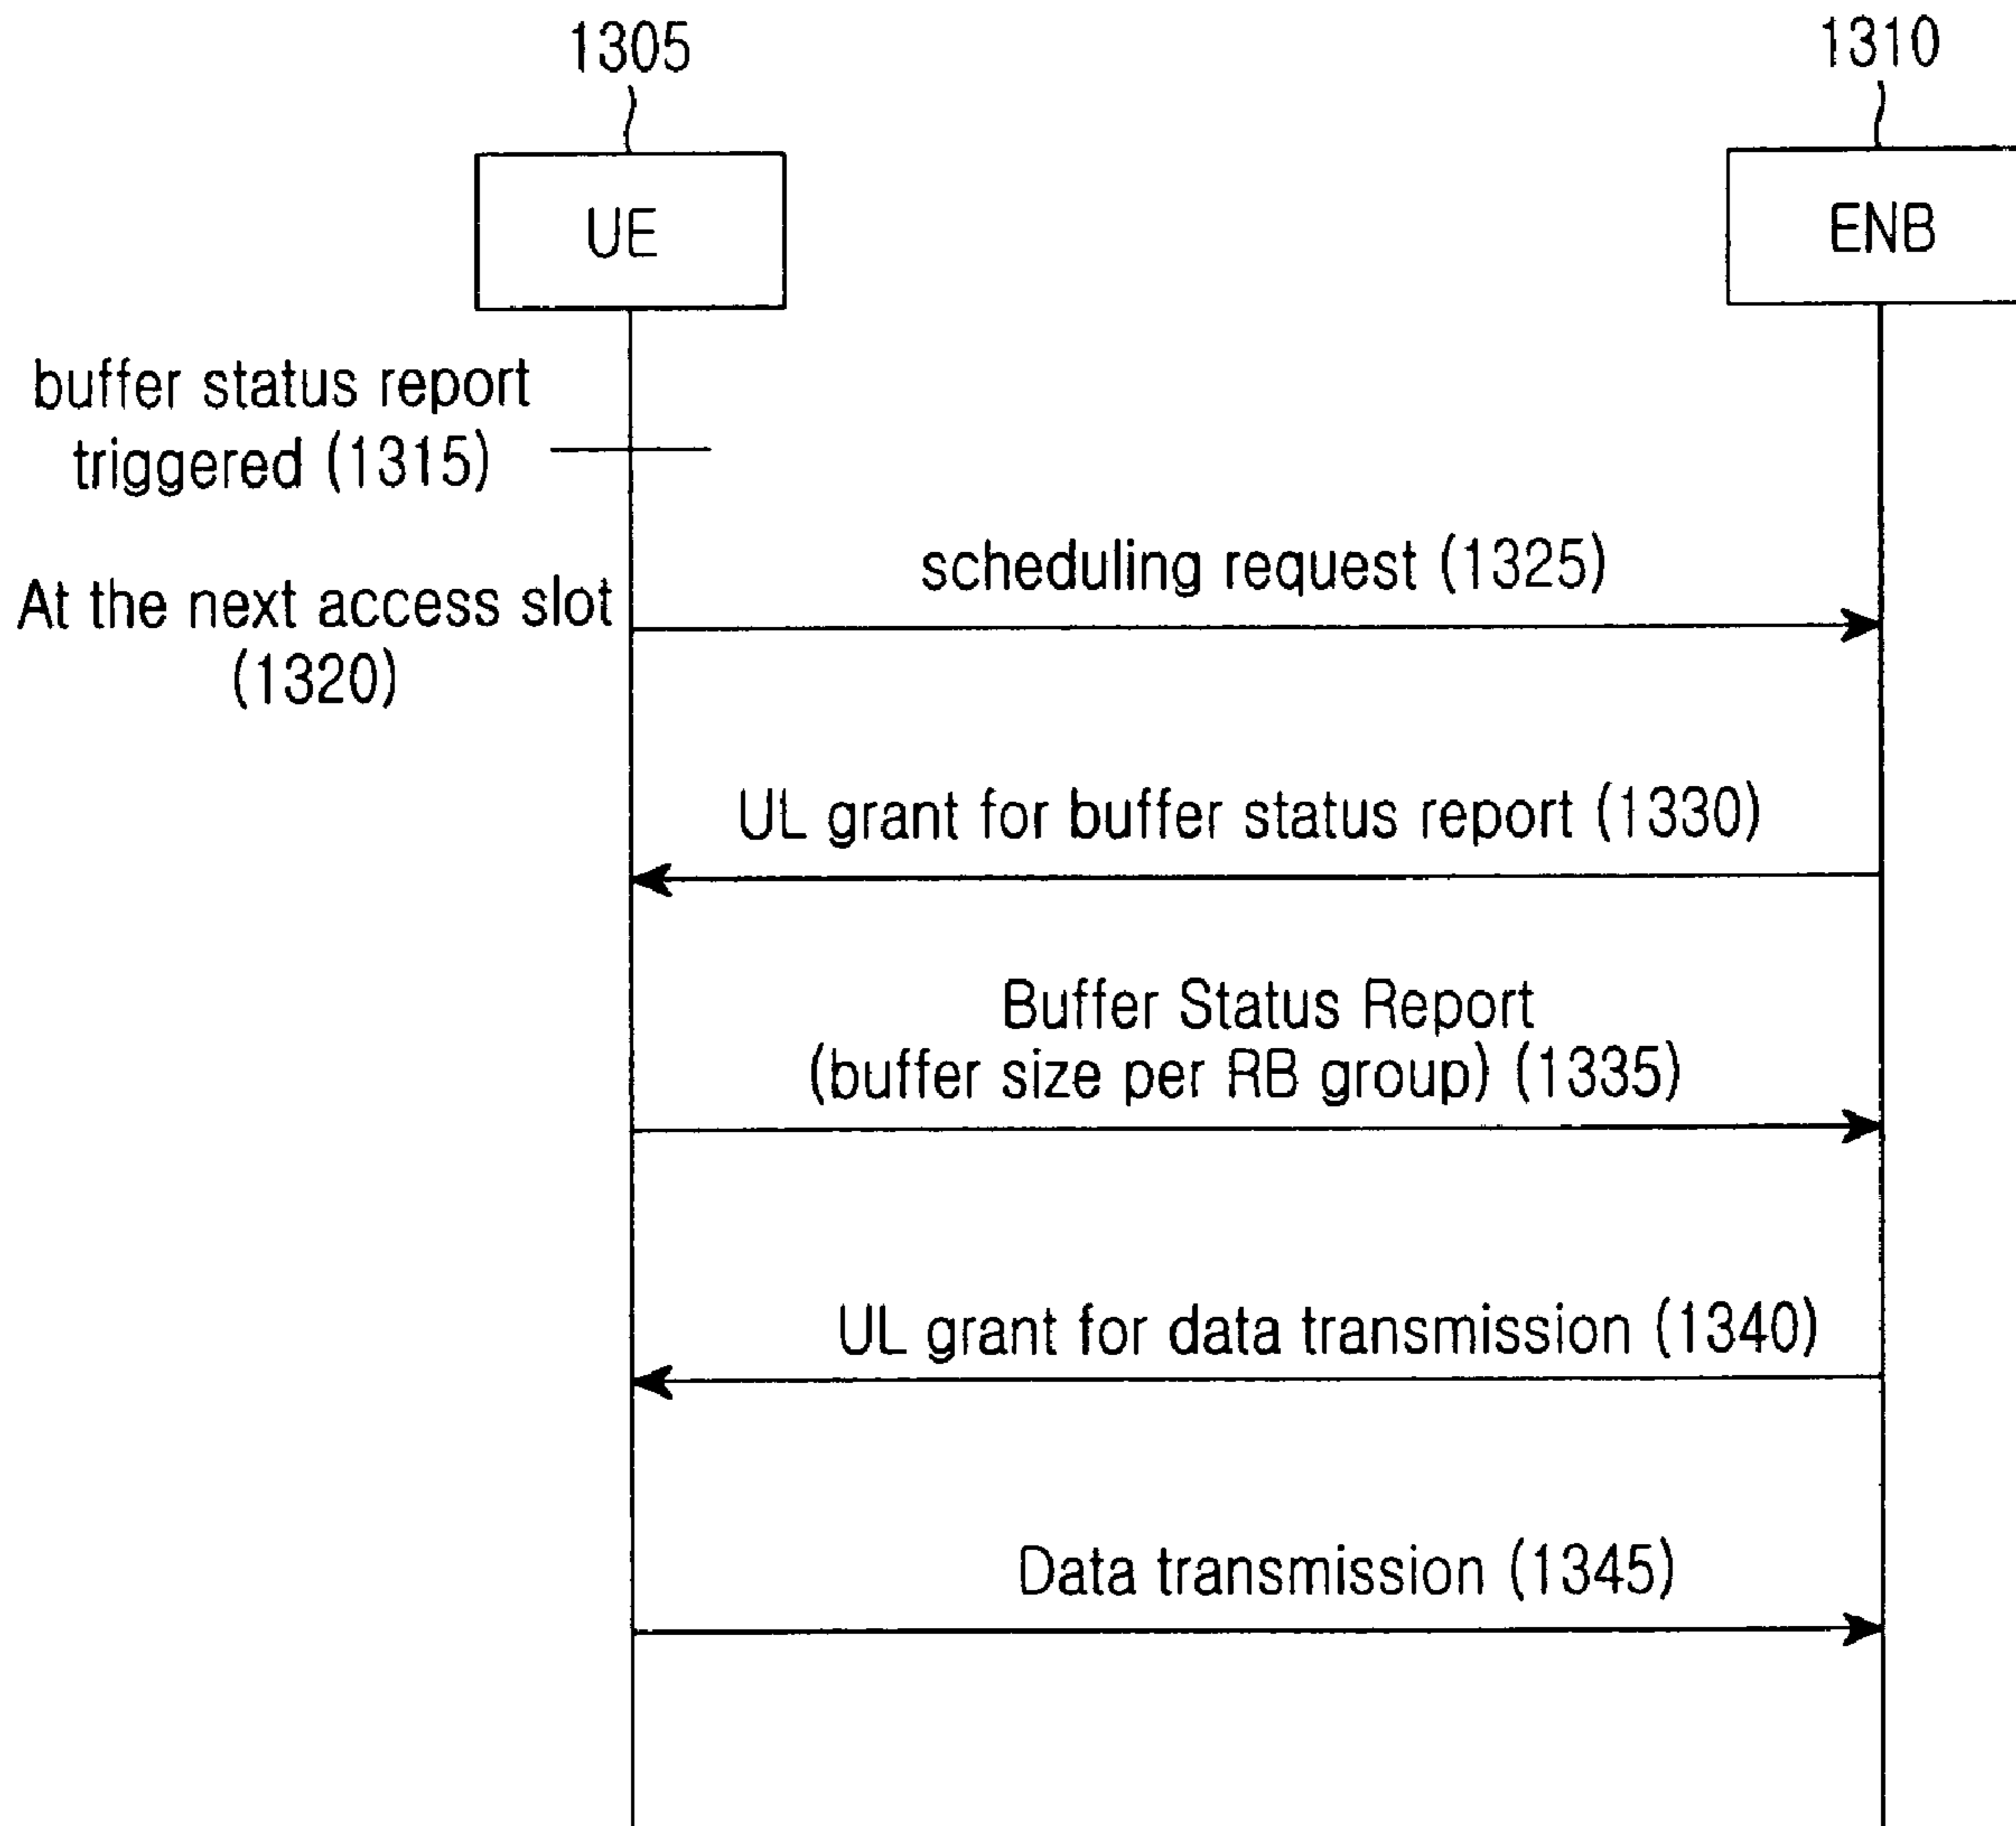 1305
1310
UE
ENB
buffer status report
triggered (1315)
scheduling request (1325)
At the next access slot
(1320)
UL grant for buffer status report (1330)
Buffer Status Report
(buffer size per RB group) (1335)
UL grant for data transmission (1340)
Data transmission (1345)